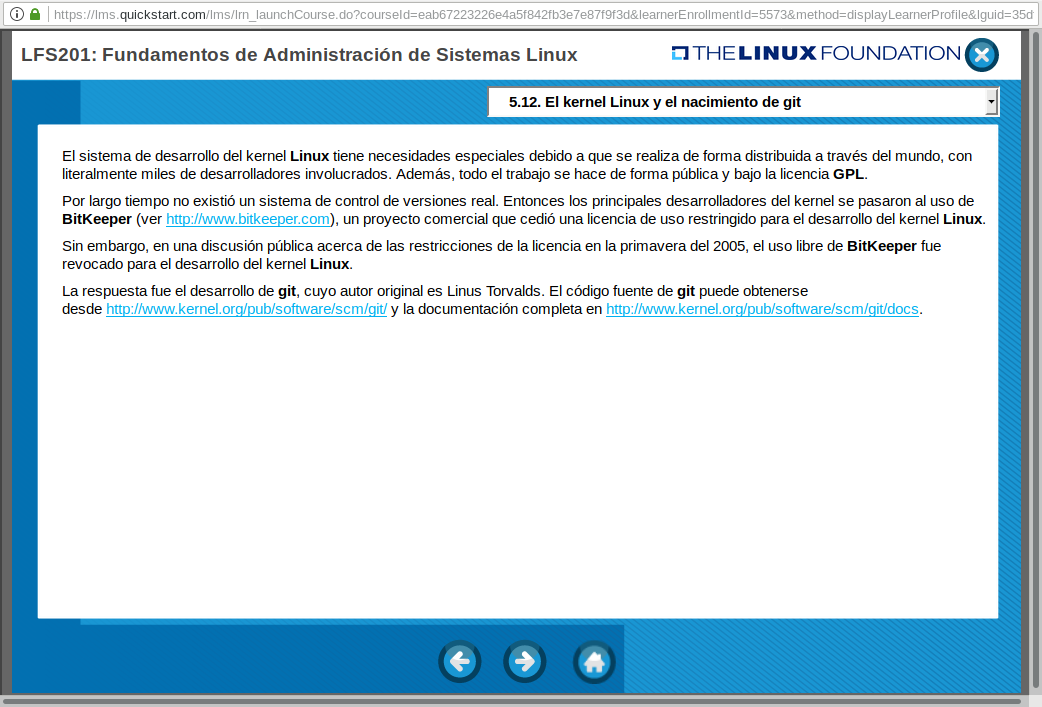 https://lms.quickstart.com/lms/lrn_launchCourse.do?courseId=eab67223226e4a5f842fb3e7e87f9f3d&learnerEnrollmentId=5573&method=displayLearnerProfile&lguid=35d
LFS201: Fundamentos de Administración de Sistemas Linux
THE LINUX FOUNDATION
5.12. El kernel Linux y el nacimiento de git
El sistema de desarrollo del kernel Linux tiene necesidades especiales debido a que se realiza de forma distribuida a través del mundo, con
literalmente miles de desarrolladores involucrados. Además, todo el trabajo se hace de forma pública y bajo la licencia GPL.
Por largo tiempo no existió un sistema de control de versiones real. Entonces los principales desarrolladores del kernel se pasaron al uso de
BitKeeper (ver http://www.bitkeeper.com), un proyecto comercial que cedió una licencia de uso restringido para el desarrollo del kernel Linux.
Sin embargo, en una discusión pública acerca de las restricciones de la licencia en la primavera del 2005, el uso libre de BitKeeper fue
revocado para el desarrollo del kernel Linux.
La respuesta fue el desarrollo de git, cuyo autor original es Linus Torvalds. El código fuente de git puede obtenerse
desde http://www.kernel.org/pub/software/scm/git/ y la documentación completa en http://www.kernel.org/pub/software/scm/git/docs.